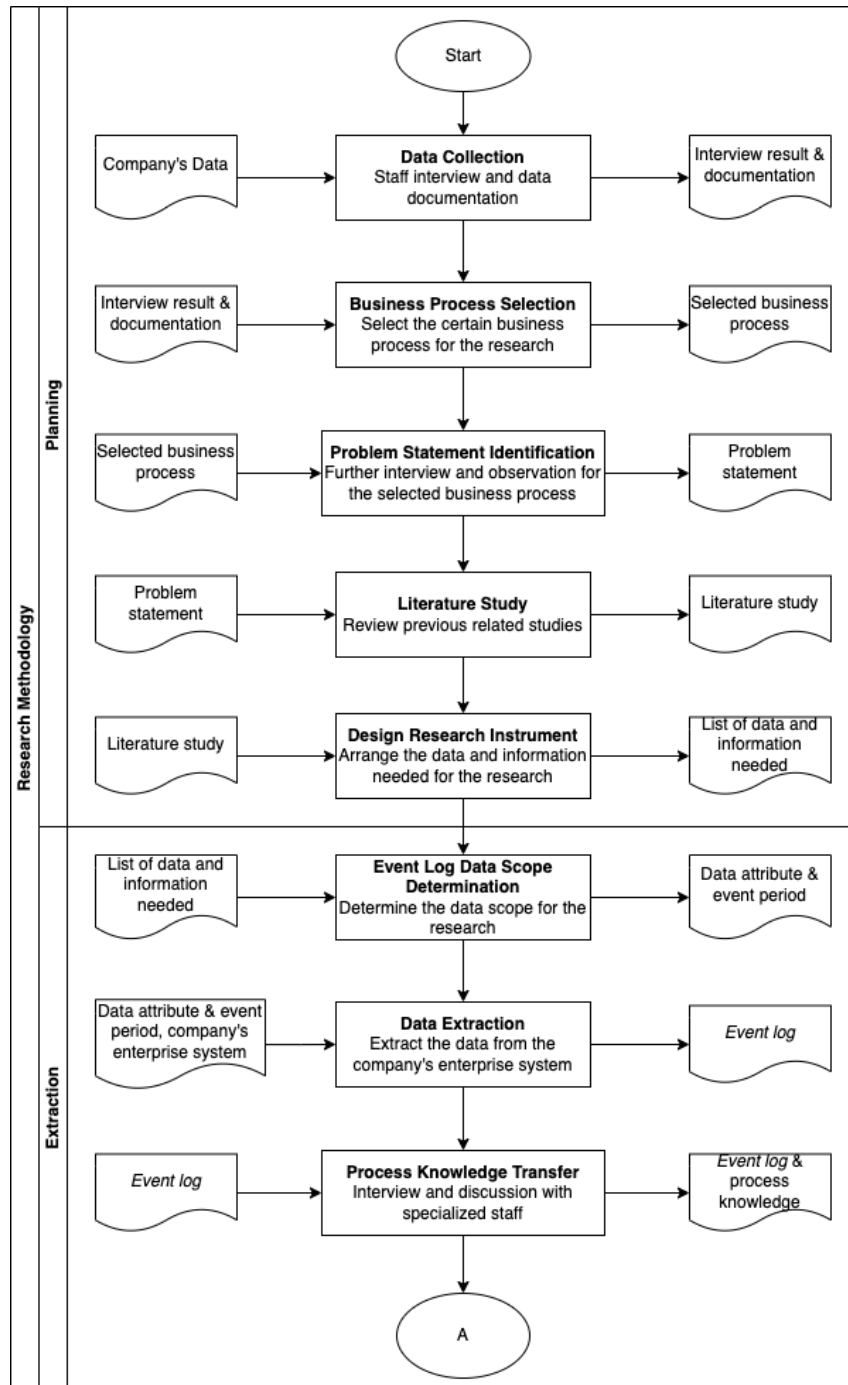 Research Methodology
Planning
Start
Company's Data
Data Collection
Staff interview and data
documentation
Interview result &
documentation
Interview result &
documentation
Business Process Selection
Select the certain business
process for the research
Selected business
process
Selected business
process
Problem Statement Identification
Further interview and observation for
the selected business process
Problem
statement
Problem
statement
Literature Study
Review previous related studies
Literature study
Literature study
Design Research Instrument
Arrange the data and information
needed for the research
List of data and
information
needed
Extraction
List of data and
information
needed
Event Log Data Scope
Determination
Determine the data scope for the
research
Data attribute &
event period
Data attribute & event
period, company's
enterprise system
Data Extraction
Extract the data from the
company's enterprise system
Event log
Event log
Process Knowledge Transfer
Interview and discussion with
specialized staff
Event log &
process
knowledge
A